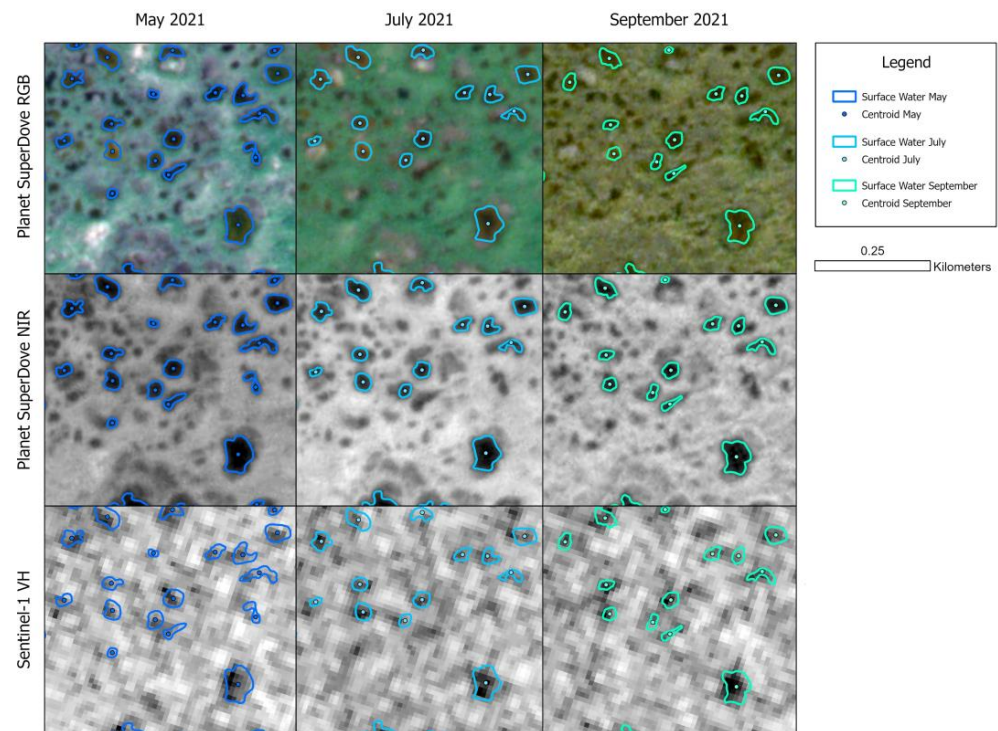 May 2021
July 2021
September 2021
Planet SuperDove RGB
Planet SuperDove NIR
Sentinel-1 VH
Legend
Surface Water May
Centroid May
Surface Water July
Centroid July
Surface Water September
Centroid September
0.25
Kilometers